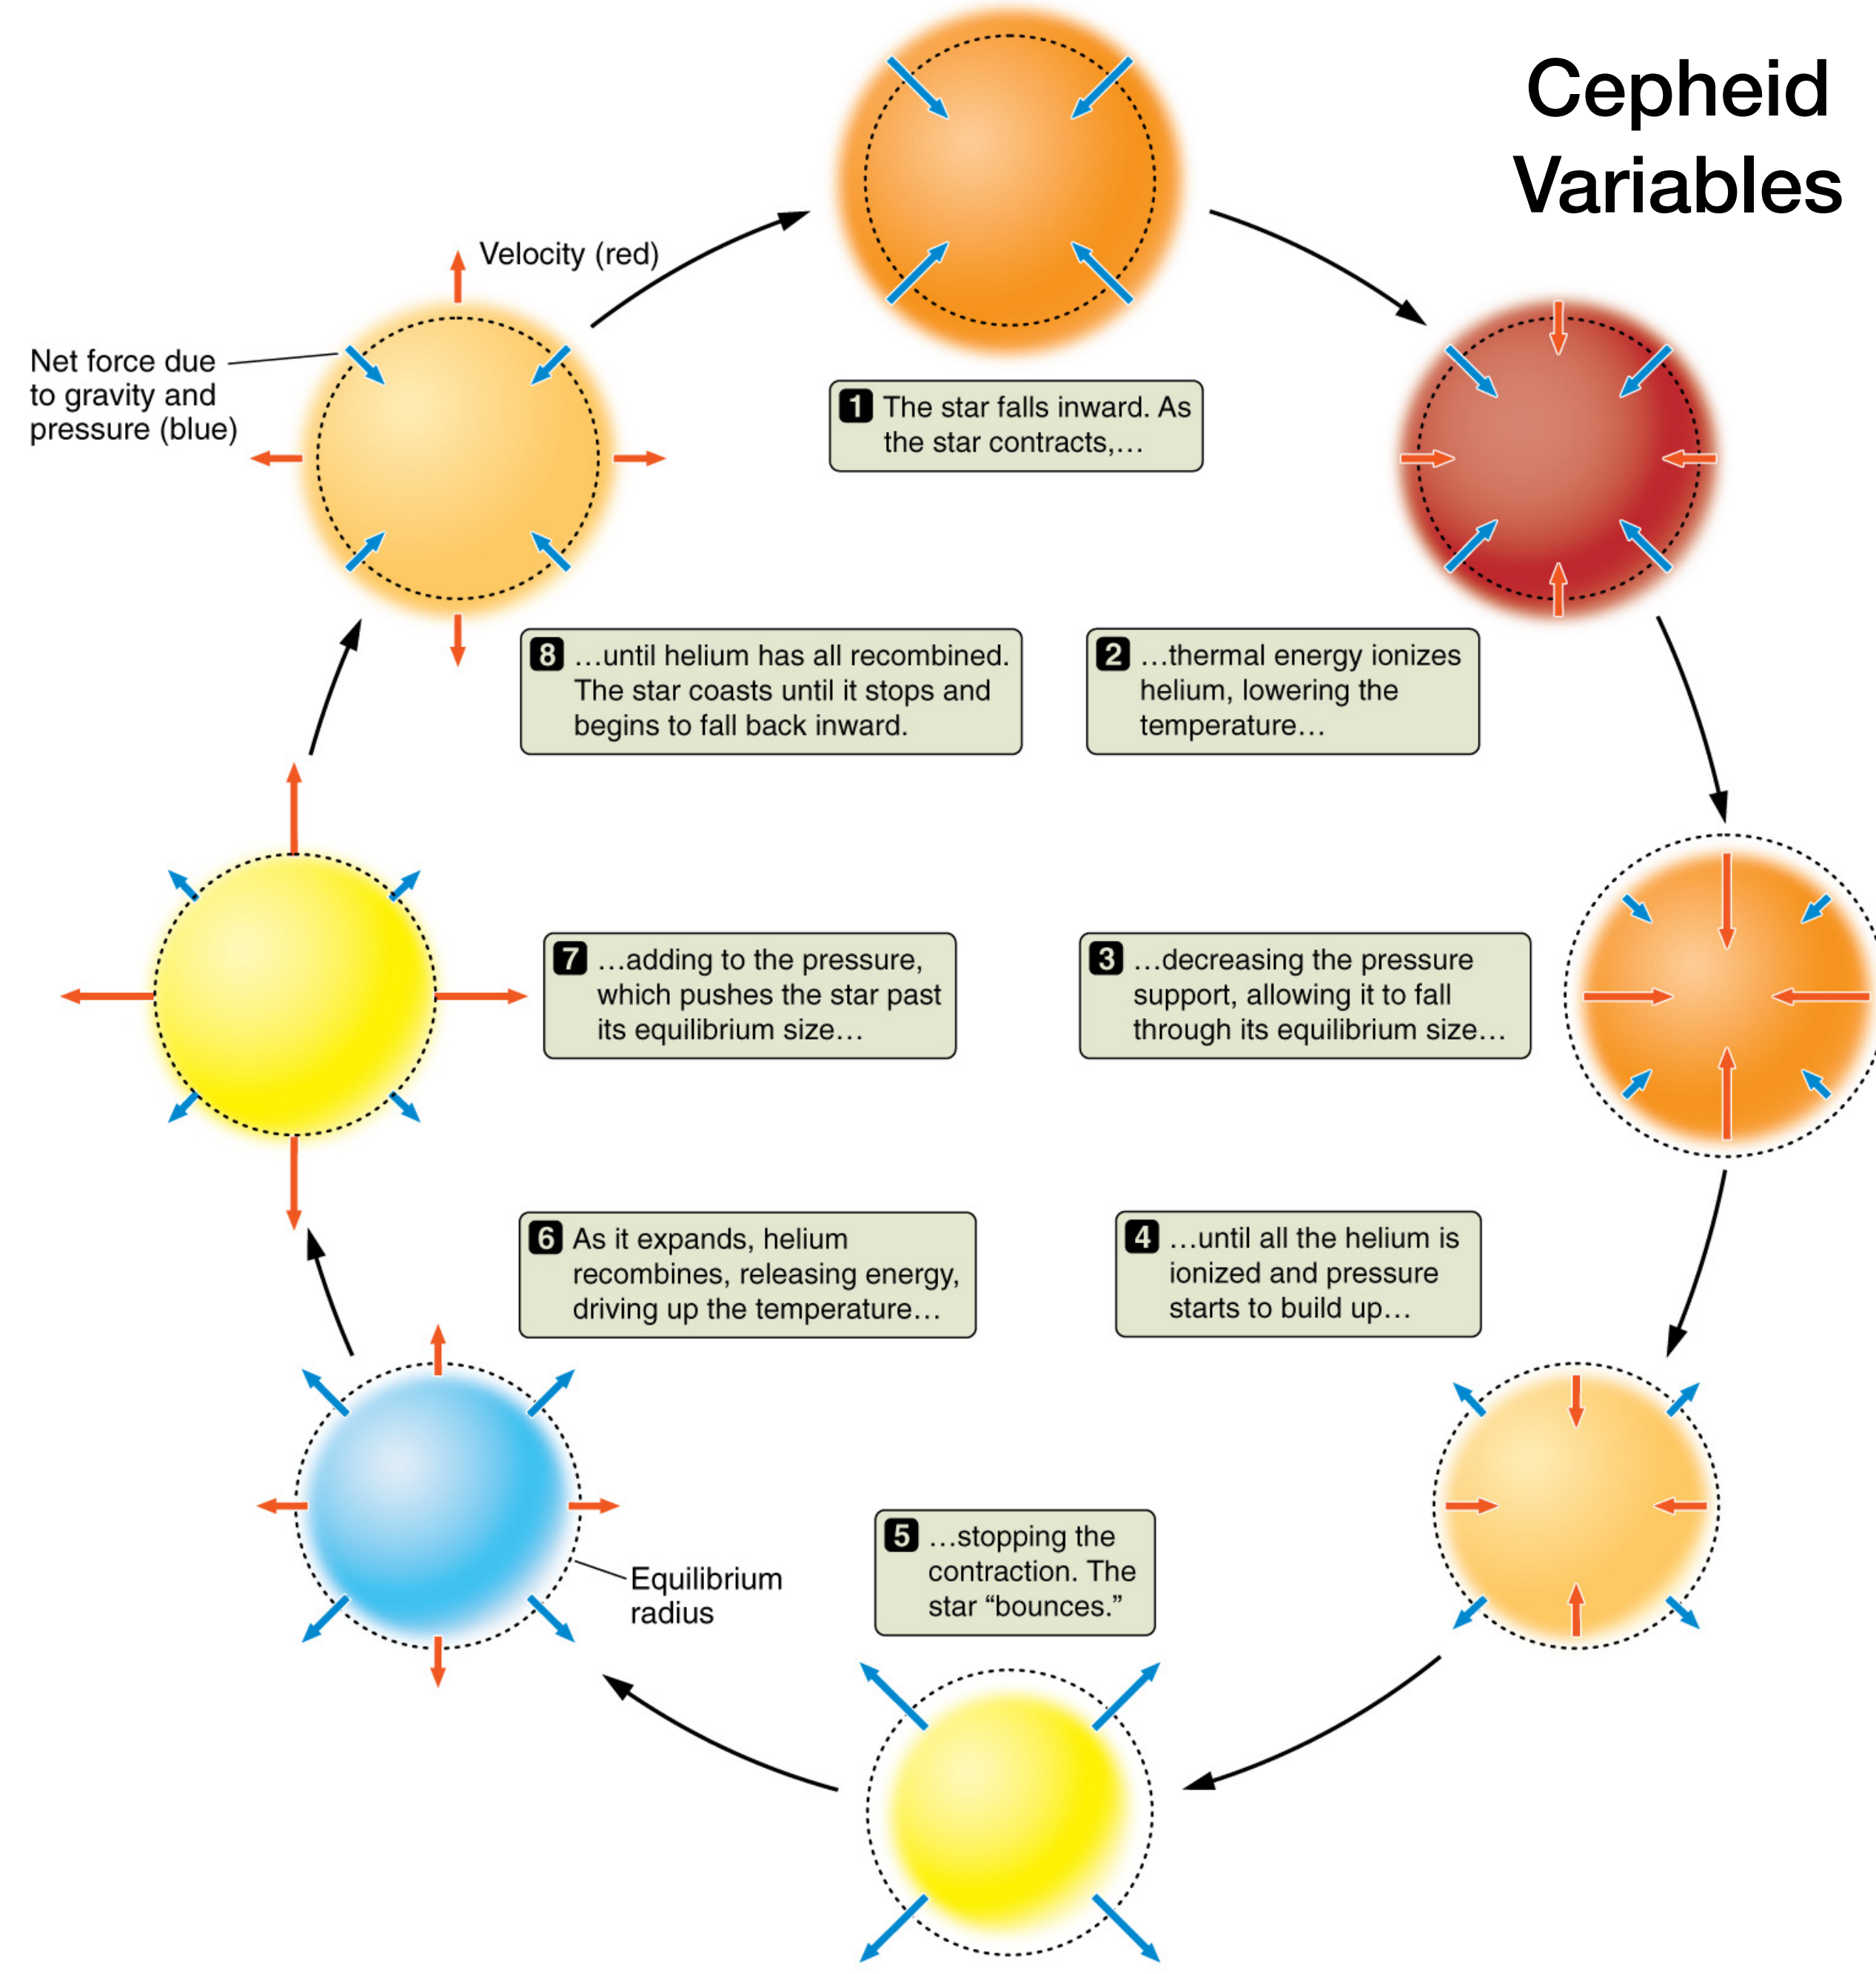 Cepheid
Variables
Velocity (red)
Net force due
to gravity and
pressure (blue)
1 The star falls inward. As
the star contracts,…
2 …thermal energy ionizes
helium, lowering the
temperature…
3 …decreasing the pressure
support, allowing it to fall
through its equilibrium size…
4 …until all the helium is
ionized and pressure
starts to build up…
5 …stopping the
contraction. The
star “bounces.”
6 As it expands, helium
recombines, releasing energy,
driving up the temperature…
7 …adding to the pressure,
which pushes the star past
its equilibrium size…
8 …until helium has all recombined.
The star coasts until it stops and
begins to fall back inward.
Equilibrium
radius